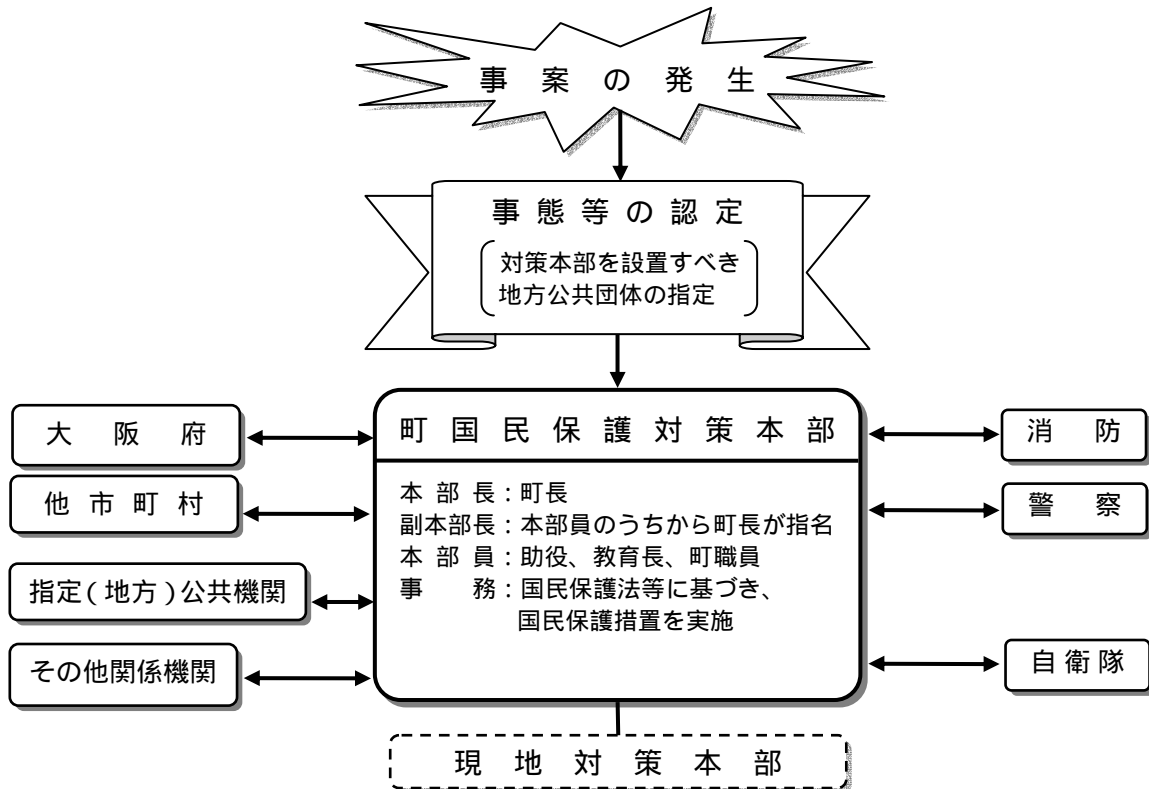 事案の発生
事態等の認定
対策本部を設置すべき
地方公共団体の指定
町国民保護対策本部
本部長：町長
副本部長：本部員のうちから町長が指名
本部員：助役、教育長、町職員
事務：国民保護法等に基づき、
国民保護措置を実施
大阪府
他市町村
指定(地方)公共機関
その他関係機関
消防
警察
自衛隊
現地対策本部